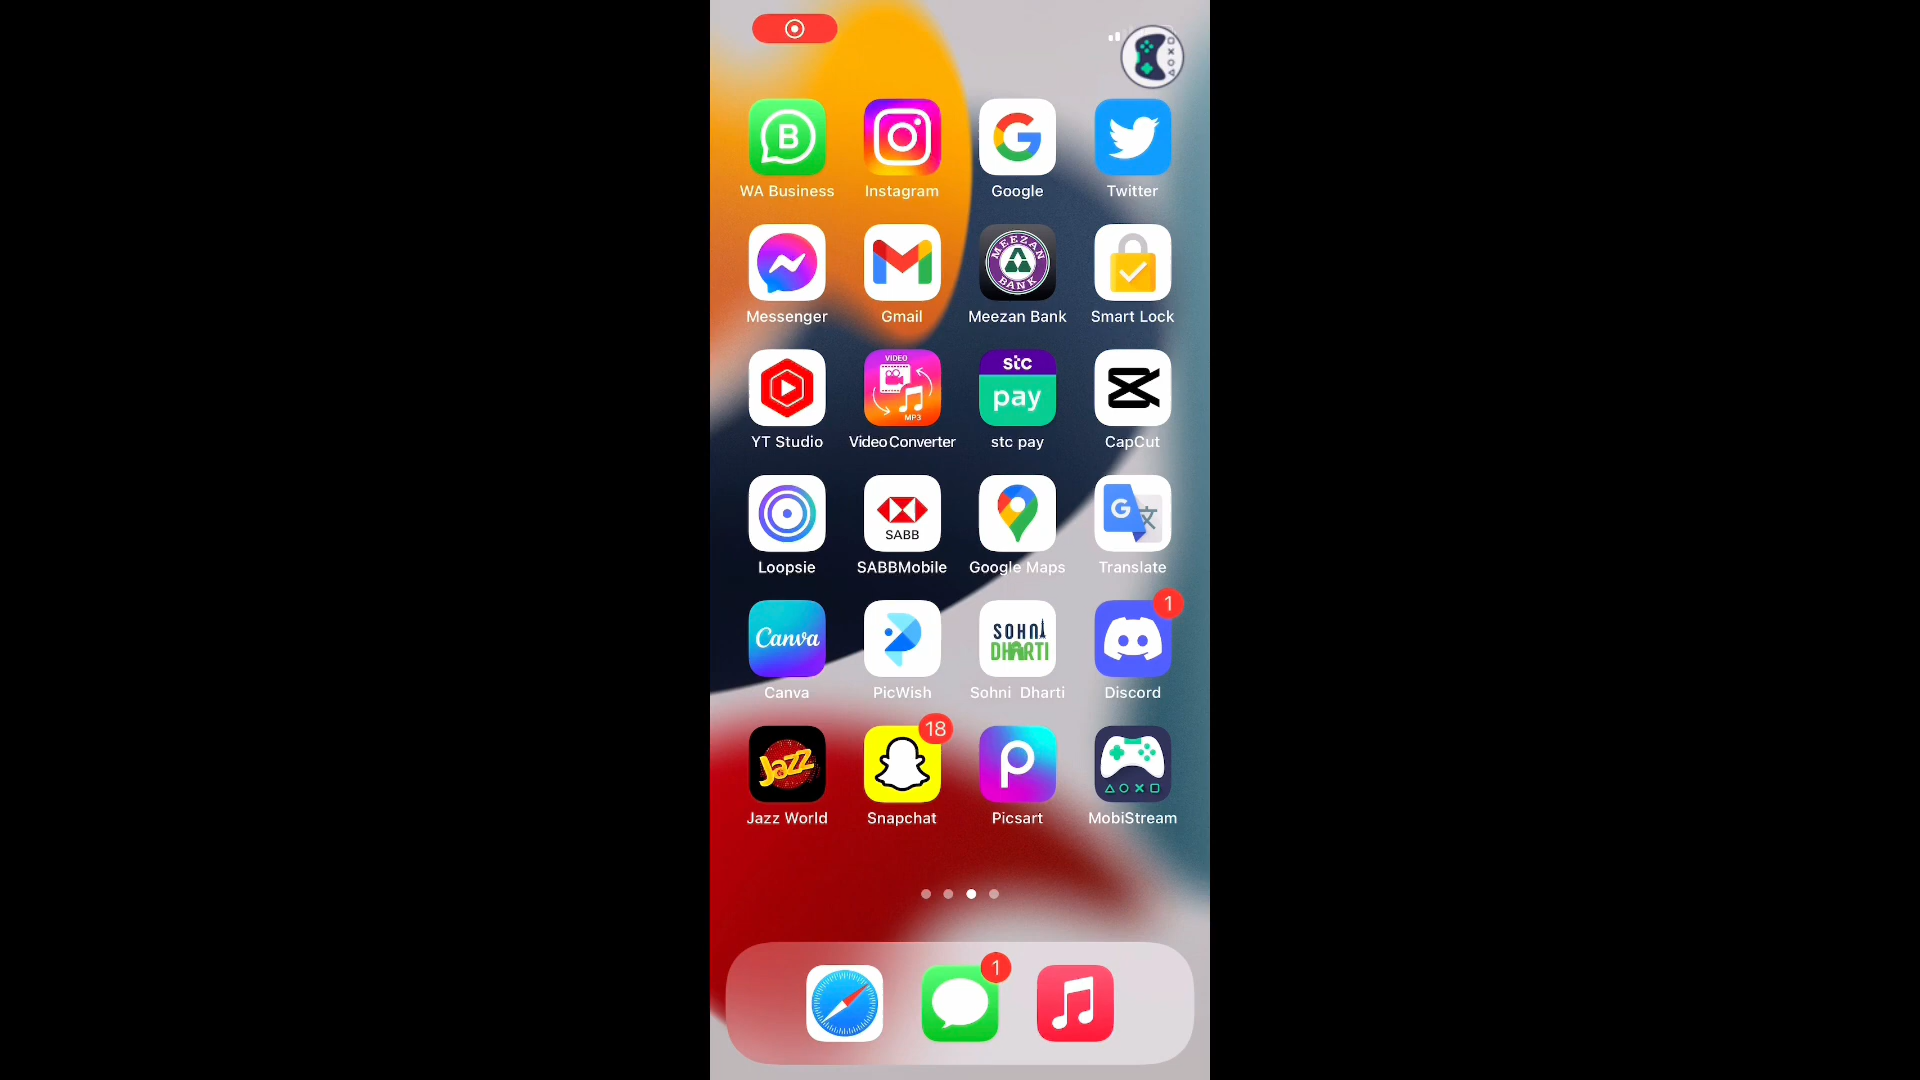 WA Business
Instagram
Google
Twitter
MEEZAN
BANK
Messenger
Gmail
Meezan Bank
Smart Lock
VIDEO
MP3
stc
pay
YT Studio
Video Converter
stc pay
CapCut
SABB
Loopsie
SABBMobile
Google Maps
Translate
1
Canva
SOHNI
DHARTI
Canva
PicWish
Sohni Dharti
Discord
18
Jazz
Jazz World
Snapchat
Picsart
MobiStream
1